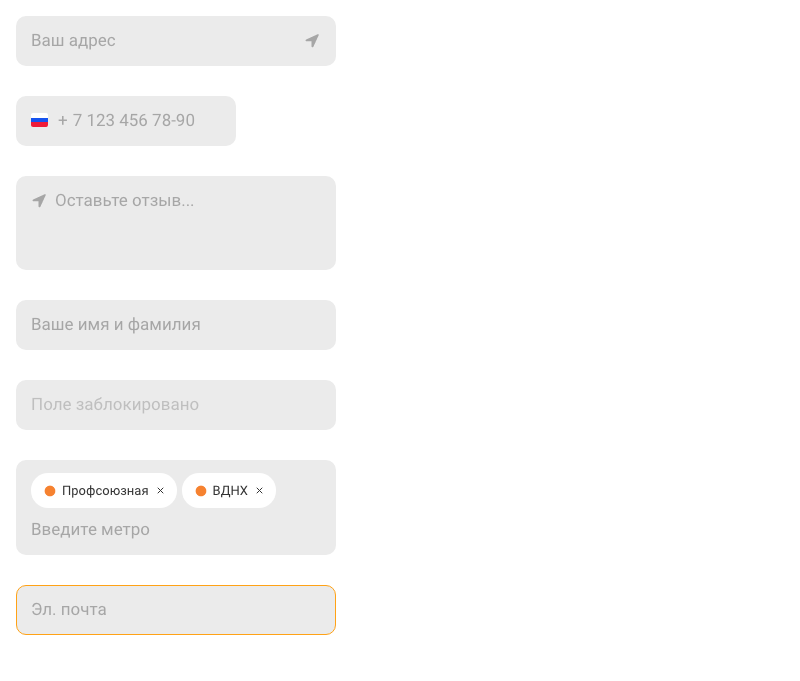 Ваш адрес
+ 7 123 456 78-90
Оставьте отзыв...
Ваше имя и фамилия
Поле заблокировано
Профсоюзная × ВДНХ ×
Введите метро
Эл. почта